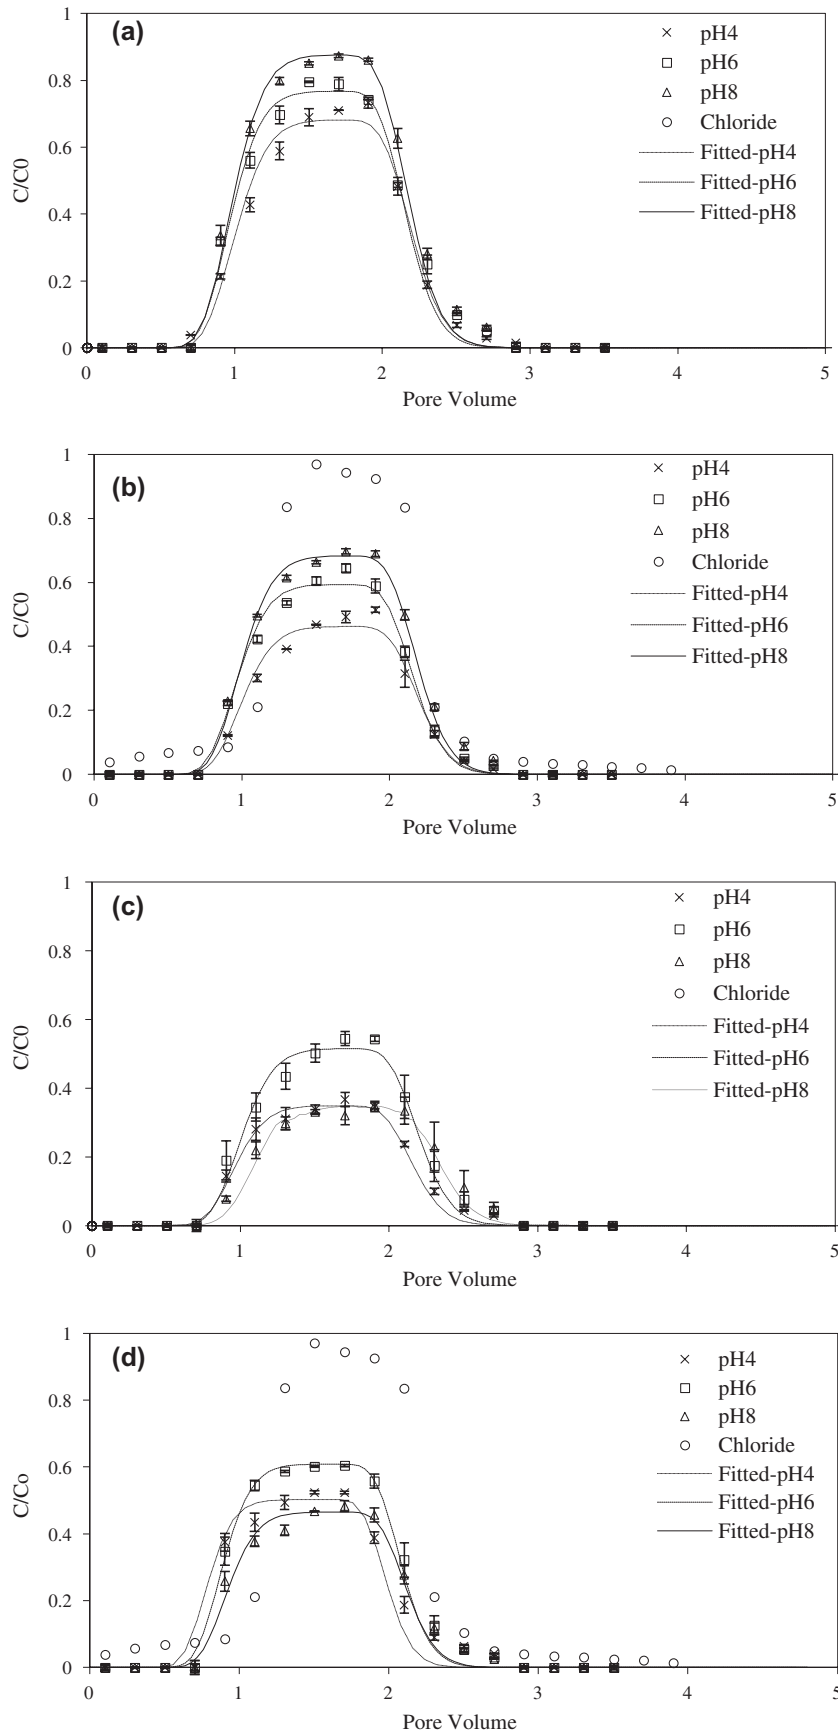 (a)
1
0.8
0.6
0.4
0.2
0
C/C0
0 1 2 3 4 5
Pore Volume
pH4
pH6
pH8
Chloride
Fitted-pH4
Fitted-pH6
Fitted-pH8
(b)
1
0.8
0.6
0.4
0.2
0
C/C0
0 1 2 3 4 5
Pore Volume
pH4
pH6
pH8
Chloride
Fitted-pH4
Fitted-pH6
Fitted-pH8
(c)
1
0.8
0.6
0.4
0.2
0
C/C0
0 1 2 3 4 5
Pore Volume
pH4
pH6
pH8
Chloride
Fitted-pH4
Fitted-pH6
Fitted-pH8
(d)
1
0.8
0.6
0.4
0.2
0
C/Co
0 1 2 3 4 5
Pore Volume
pH4
pH6
pH8
Chloride
Fitted-pH4
Fitted-pH6
Fitted-pH8